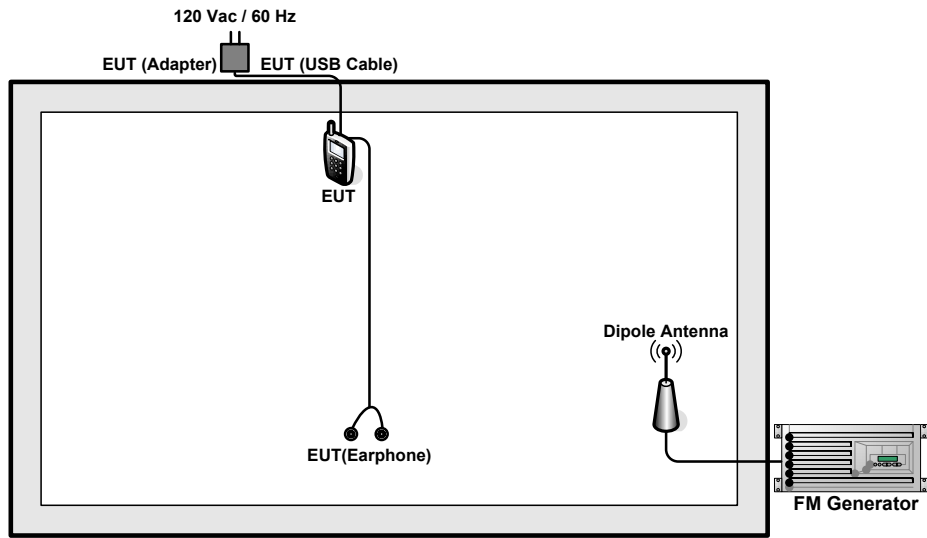 120 Vac / 60 Hz
EUT (Adapter) EUT (USB Cable)
EUT
Dipole Antenna
EUT(Earphone)
FM Generator